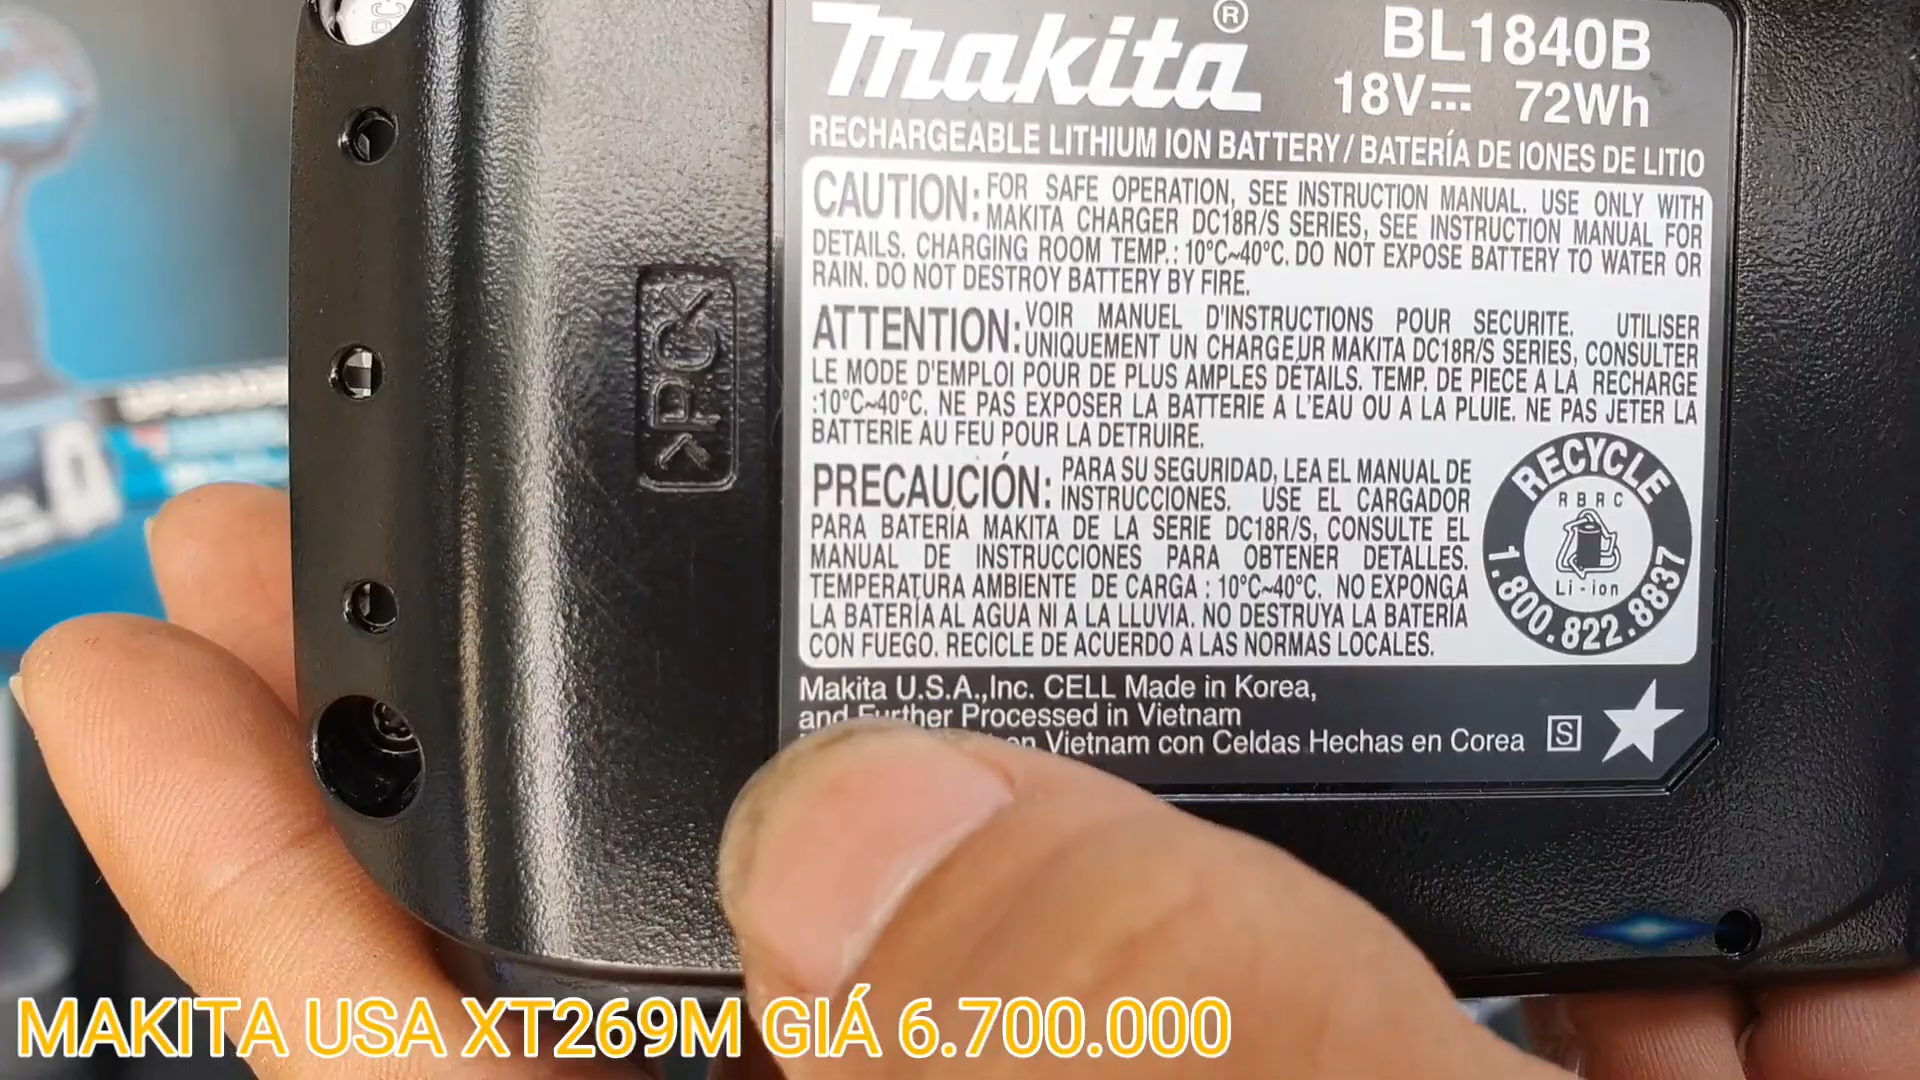 makita®
BL1840B
18V 72Wh
RECHARGEABLE LITHIUM ION BATTERY / BATERÍA DE IONES DE LITIO
CAUTION: FOR SAFE OPERATION, SEE INSTRUCTION MANUAL. USE ONLY WITH
MAKITA CHARGER DC18R/S SERIES, SEE INSTRUCTION MANUAL FOR
DETAILS. CHARGING ROOM TEMP.: 10°C~40°C. DO NOT EXPOSE BATTERY TO WATER OR
RAIN. DO NOT DESTROY BATTERY BY FIRE.
ATTENTION: VOIR MANUEL D'INSTRUCTIONS POUR SECURITE. UTILISER
UNIQUEMENT UN CHARGEUR MAKITA DC18R/S SERIES, CONSULTER
LE MODE D'EMPLOI POUR DE PLUS AMPLES DÉTAILS. TEMP. DE PIECE A LA RECHARGE
:10°C~40°C. NE PAS EXPOSER LA BATTERIE A L'EAU OU A LA PLUIE. NE PAS JETER LA
BATTERIE AU FEU POUR LA DETRUIRE.
PRECAUCIÓN: PARA SU SEGURIDAD, LEA EL MANUAL DE
INSTRUCCIONES. USE EL CARGADOR
PARA BATERÍA MAKITA DE LA SERIE DC18R/S, CONSULTE EL
MANUAL DE INSTRUCCIONES PARA OBTENER DETALLES.
TEMPERATURA AMBIENTE DE CARGA : 10°C~40°C. NO EXPONGA
LA BATERÍA AL AGUA NI A LA LLUVIA. NO DESTRUYA LA BATERÍA
CON FUEGO. RECICLE DE ACUERDO A LAS NORMAS LOCALES.
RECYCLE
RBRC
Li-ion
1.800.822.8837
Makita U.S.A.,Inc. CELL Made in Korea,
and Further Processed in Vietnam
en Vietnam con Celdas Hechas en Corea
S
>PC<
MAKITA USA XT269M GIÁ 6.700.000